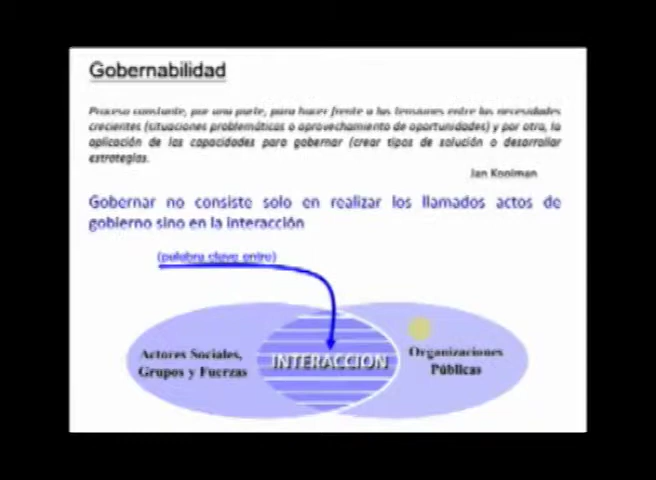 Gobernabilidad
Proceso constante, por una parte, para hacer frente a las tensiones entre las necesidades
crecientes (situaciones problemáticas o aprovechamiento de oportunidades) y por otra, la
aplicación de las capacidades para gobernar (crear tipos de solución o desarrollar
estrategias.
Jan Kooiman
Gobernar no consiste solo en realizar los llamados actos de
gobierno sino en la interacción
(palabra clave entre)
Actores Sociales,
Grupos y Fuerzas
INTERACCION
Organizaciones
Públicas